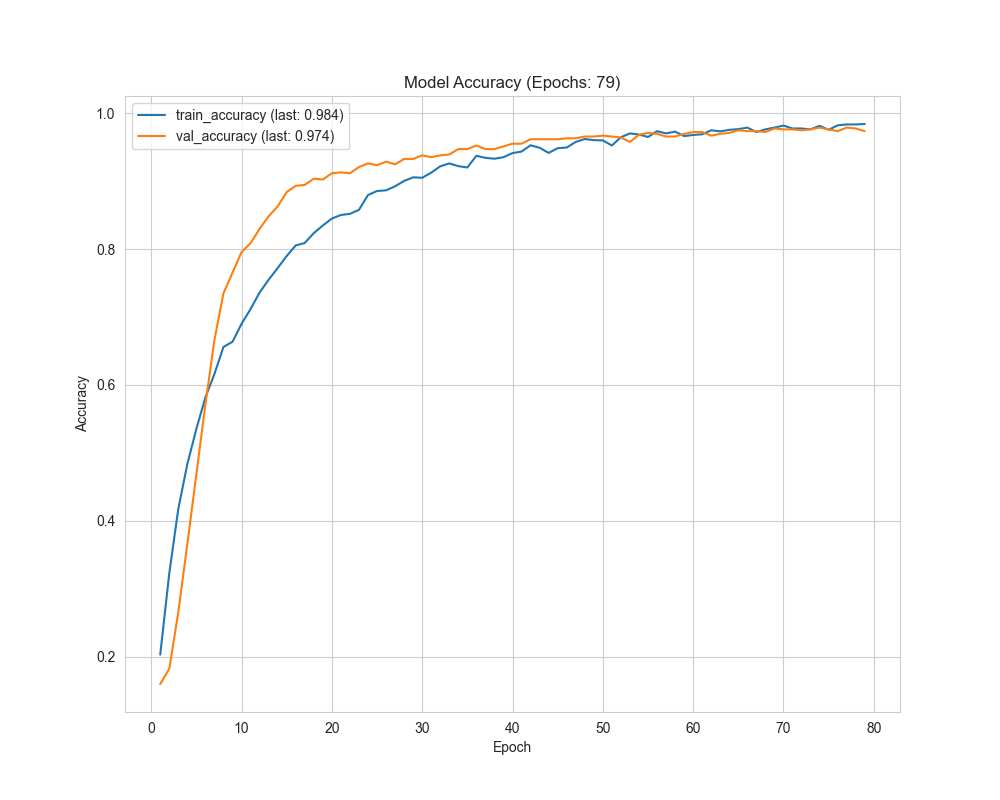 Model Accuracy (Epochs: 79)
train_accuracy (last: 0.984)
val_accuracy (last: 0.974)
1.0
0.8
0.6
0.4
0.2
Accuracy
0 10 20 30 40 50 60 70 80
Epoch